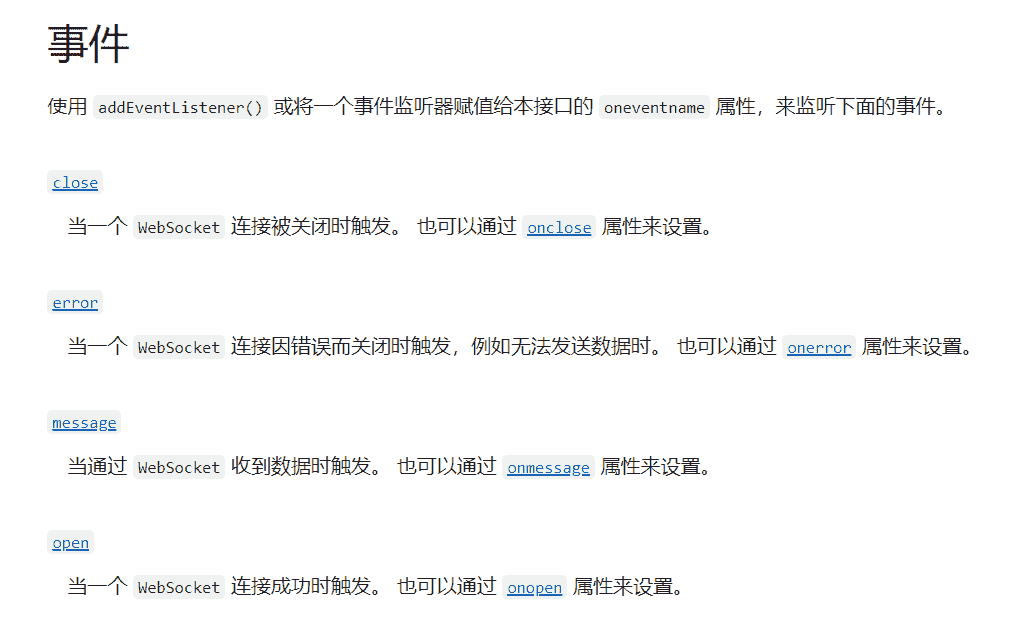 事件
使用 addEventListener() 或将一个事件监听器赋值给本接口的 oneventname 属性，来监听下面的事件。
close
当一个 WebSocket 连接被关闭时触发。 也可以通过 onclose 属性来设置。
error
当一个 WebSocket 连接因错误而关闭时触发，例如无法发送数据时。 也可以通过 onerror 属性来设置。
message
当通过 WebSocket 收到数据时触发。 也可以通过 onmessage 属性来设置。
open
当一个 WebSocket 连接成功时触发。 也可以通过 onopen 属性来设置。